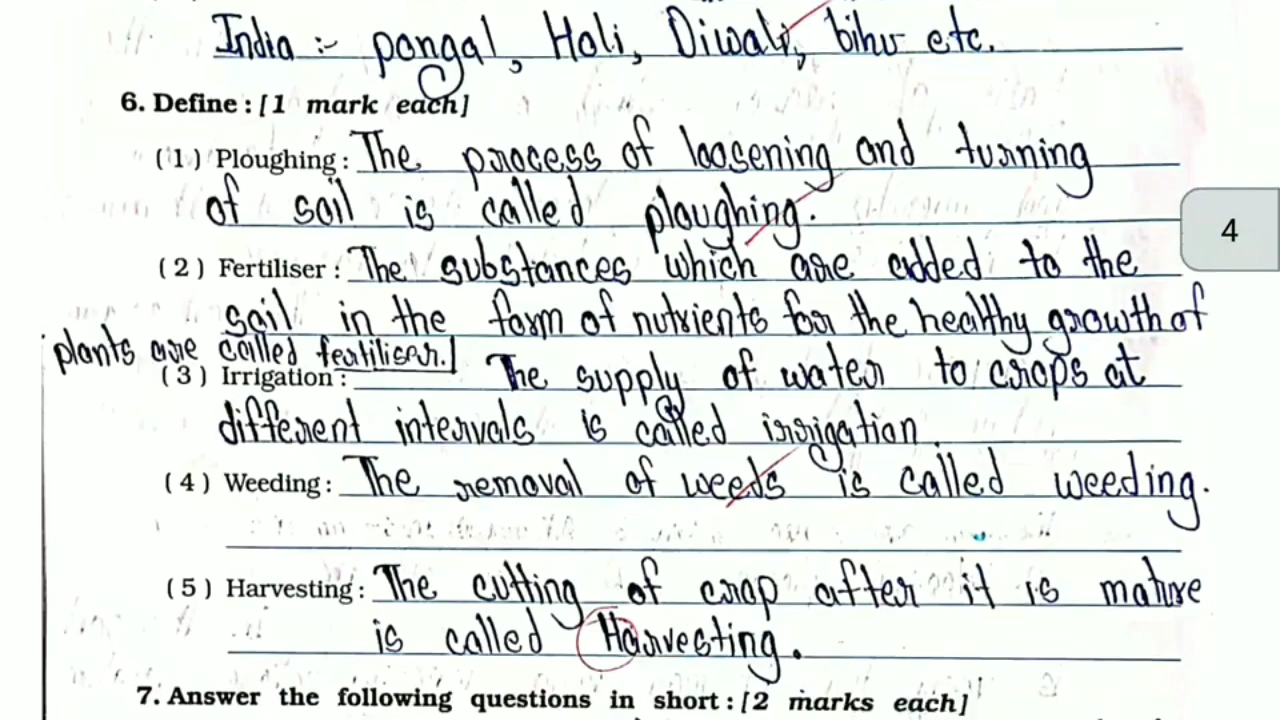 India :- pongal, Holi, Diwali, bihu etc.
6. Define : [1 mark each]
(1) Ploughing : The process of loosening and turning
of soil is called ploughing.
4
(2) Fertiliser : The substances which are added to the
soil in the form of nutrients for the healthy growth of
plants are called fertiliser.]
(3) Irrigation : The supply of water to crops at
different intervals is called irrigation.
(4) Weeding : The removal of weeds is called weeding.
(5) Harvesting : The cutting of crop after it is mature
is called Harvesting.
7. Answer the following questions in short : [2 marks each]